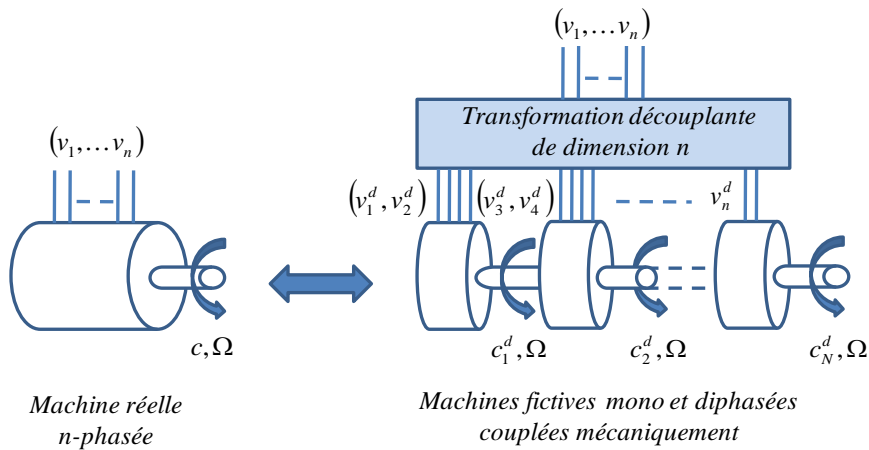 (v₁,…vₙ)
Transformation découplante
de dimension n
(v₁,…vₙ)
(v₁ᵈ,v₂ᵈ) (v₃ᵈ,v₄ᵈ) vₙᵈ
c,Ω
c₁ᵈ,Ω c₂ᵈ,Ω c_Nᵈ,Ω
Machine réelle
n-phasée
Machines fictives mono et diphasées
couplées mécaniquement